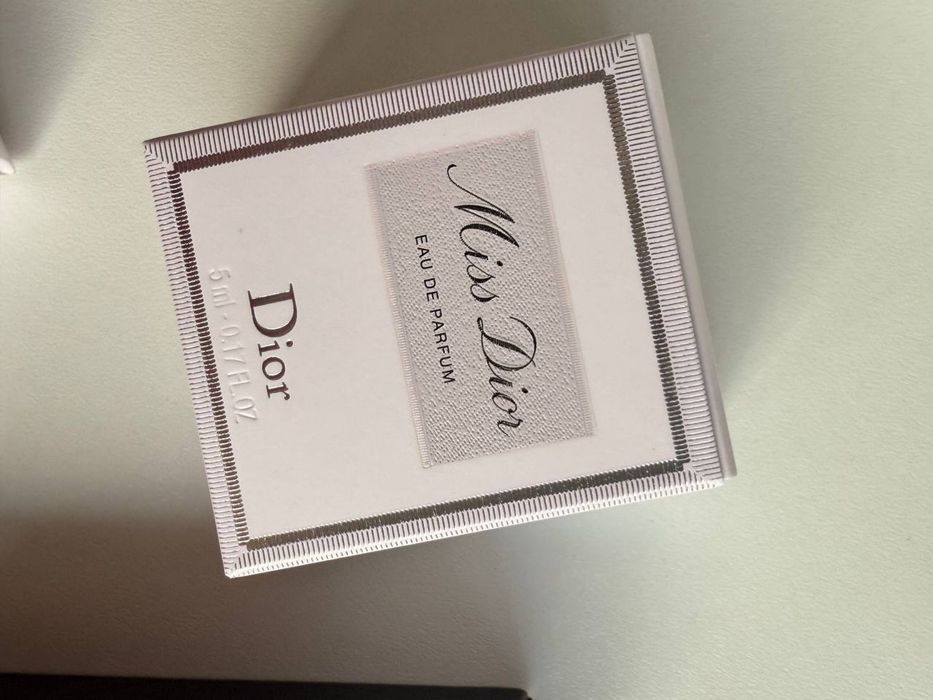 Miss Dior
EAU DE PARFUM
Dior
5 ml - 0.17 FL.OZ